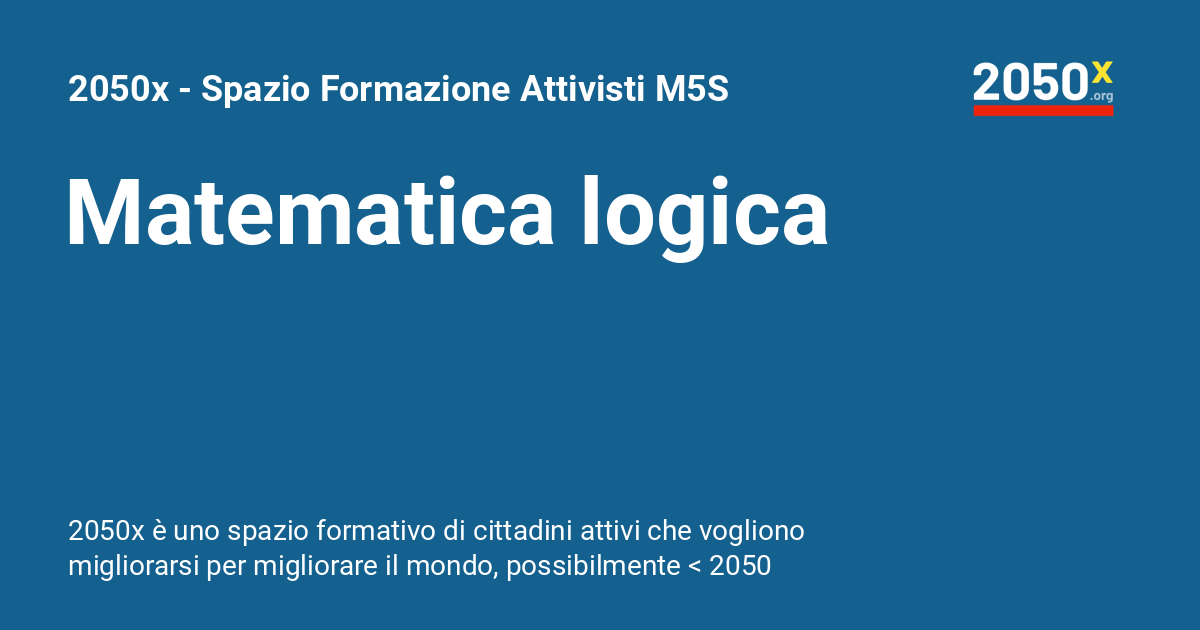 2050x - Spazio Formazione Attivisti M5S
2050x
.org
Matematica logica
2050x è uno spazio formativo di cittadini attivi che vogliono
migliorarsi per migliorare il mondo, possibilmente < 2050